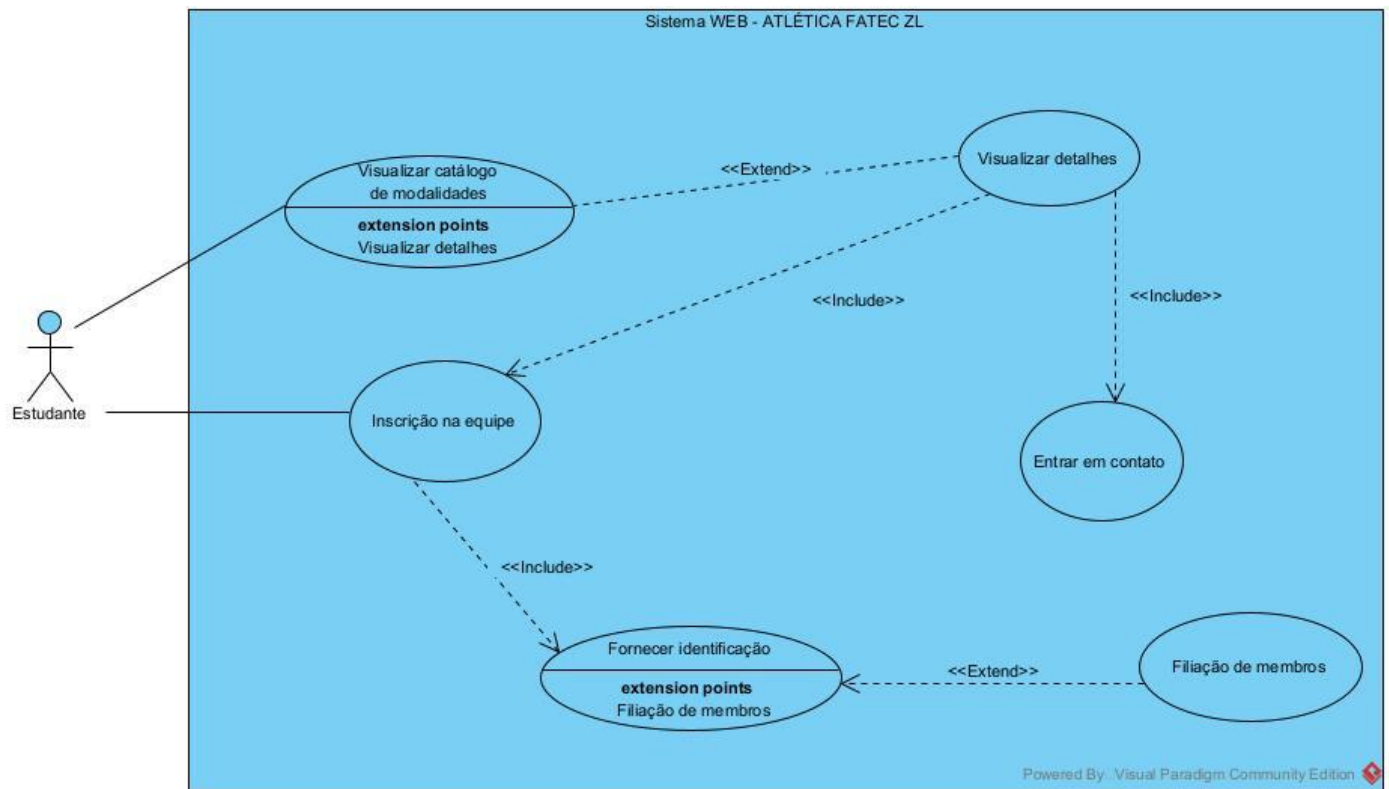 Sistema WEB - ATLÉTICA FATEC ZL
Visualizar catálogo
de modalidades
extension points
Visualizar detalhes
<<Extend>>
Visualizar detalhes
<<Include>>
<<Include>>
Estudante
Inscrição na equipe
Entrar em contato
<<Include>>
Fornecer identificação
extension points
Filiação de membros
<<Extend>>
Filiação de membros
Powered By Visual Paradigm Community Edition